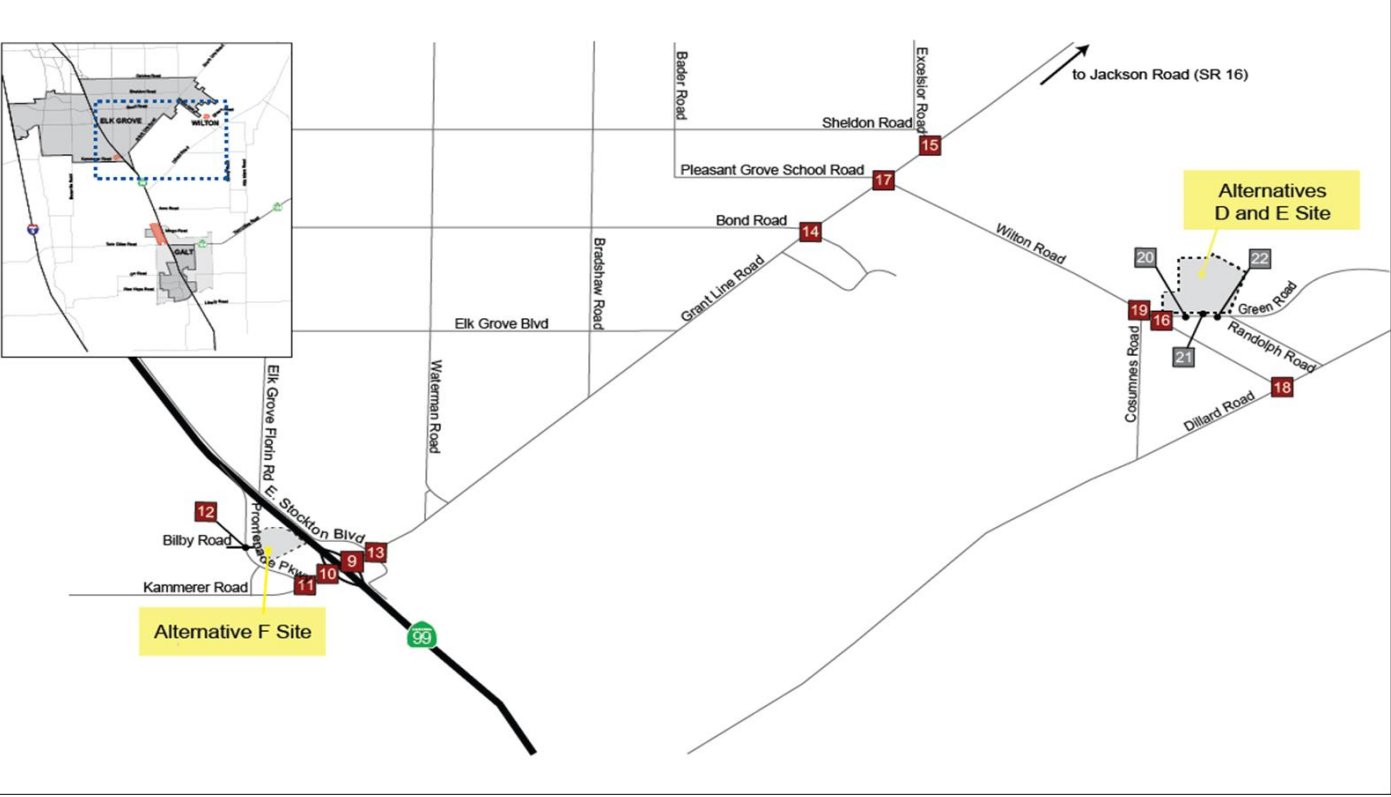 ELK GROVE
WILTON
GALT
Bader Road
Excelsior Road
to Jackson Road (SR 16)
Sheldon Road
15
Pleasant Grove School Road
17
Alternatives
D and E Site
Bond Road
14
Wilton Road
20
22
Bradshaw Road
Grant Line Road
Green Road
19
16
Elk Grove Blvd
21
Randolph Road
Cosumnes Road
Waterman Road
Elk Grove Florin Rd
18
Dillard Road
E. Stockton Blvd
12
Promenade Pkwy
Bilby Road
13
9
10
11
Kammerer Road
Alternative F Site
99